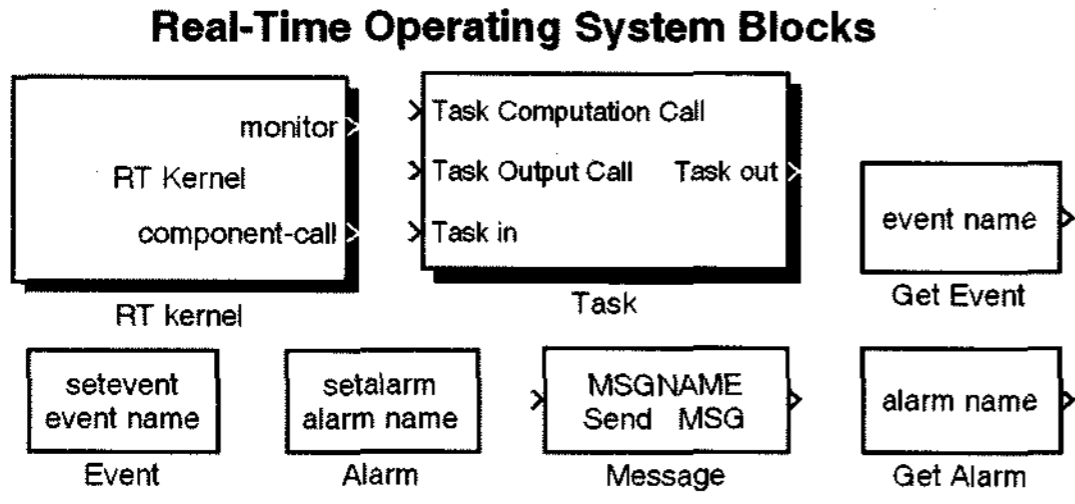 Real-Time Operating System Blocks
monitor
RT Kernel
component-call
RT kernel
Task Computation Call
Task Output Call Task out
Task in
Task
event name
Get Event
setevent
event name
Event
setalarm
alarm name
Alarm
MSGNAME
Send MSG
Message
alarm name
Get Alarm